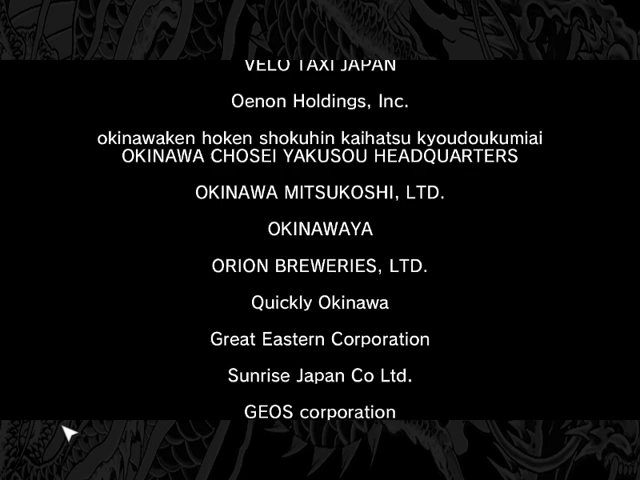 VELO TAXI JAPAN
Oenon Holdings, Inc.
okinawaken hoken shokuhin kaihatsu kyoudoukumiai
OKINAWA CHOSEI YAKUSOU HEADQUARTERS
OKINAWA MITSUKOSHI, LTD.
OKINAWAYA
ORION BREWERIES, LTD.
Quickly Okinawa
Great Eastern Corporation
Sunrise Japan Co Ltd.
GEOS corporation